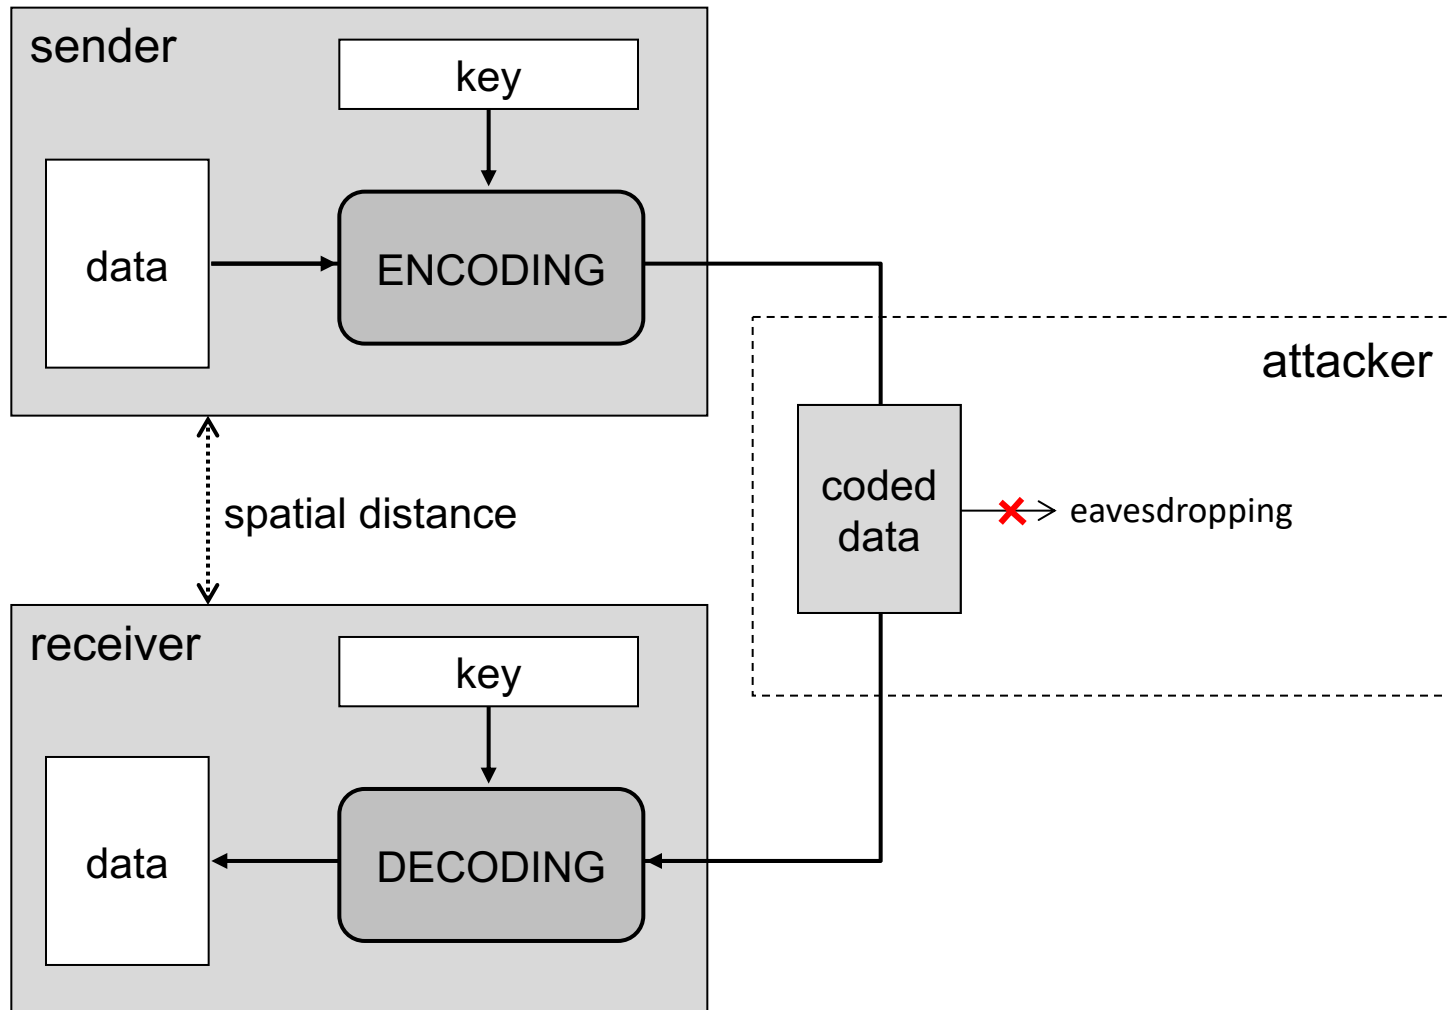 sender
key
data
ENCODING
attacker
coded
data
eavesdropping
spatial distance
receiver
key
data
DECODING